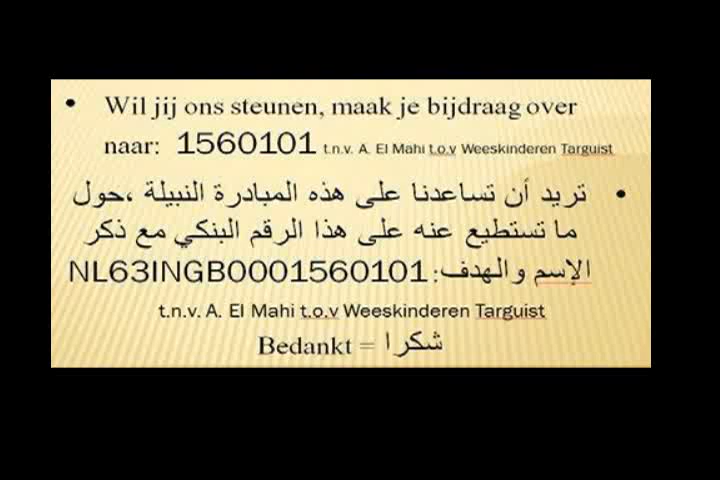 • Wil jij ons steunen, maak je bijdraag over
naar: 1560101 t.n.v. A. El Mahi t.o.v Weeskinderen Targuist
• تريد أن تساعدنا على هذه المبادرة النبيلة ،حول
ما تستطيع عنه على هذا الرقم البنكي مع ذكر
الإسم والهدف: NL63INGB0001560101
t.n.v. A. El Mahi t.o.v Weeskinderen Targuist
Bedankt = شكرا